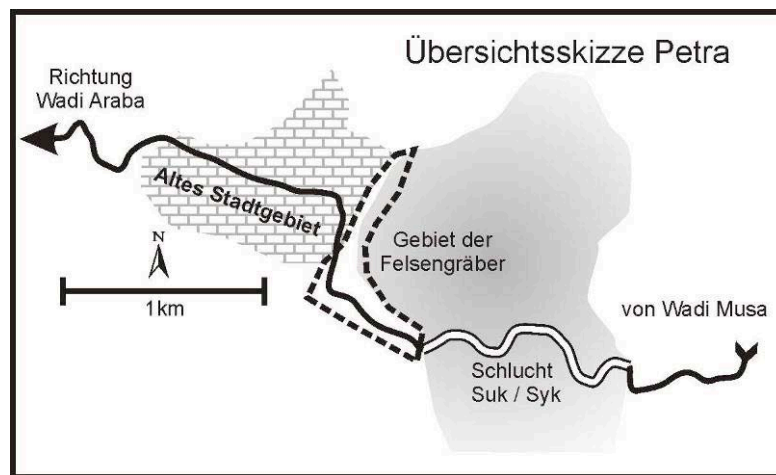 Übersichtsskizze Petra
Richtung
Wadi Araba
Altes Stadtgebiet
N
1km
Gebiet der
Felsengräber
von Wadi Musa
Schlucht
Suk / Syk